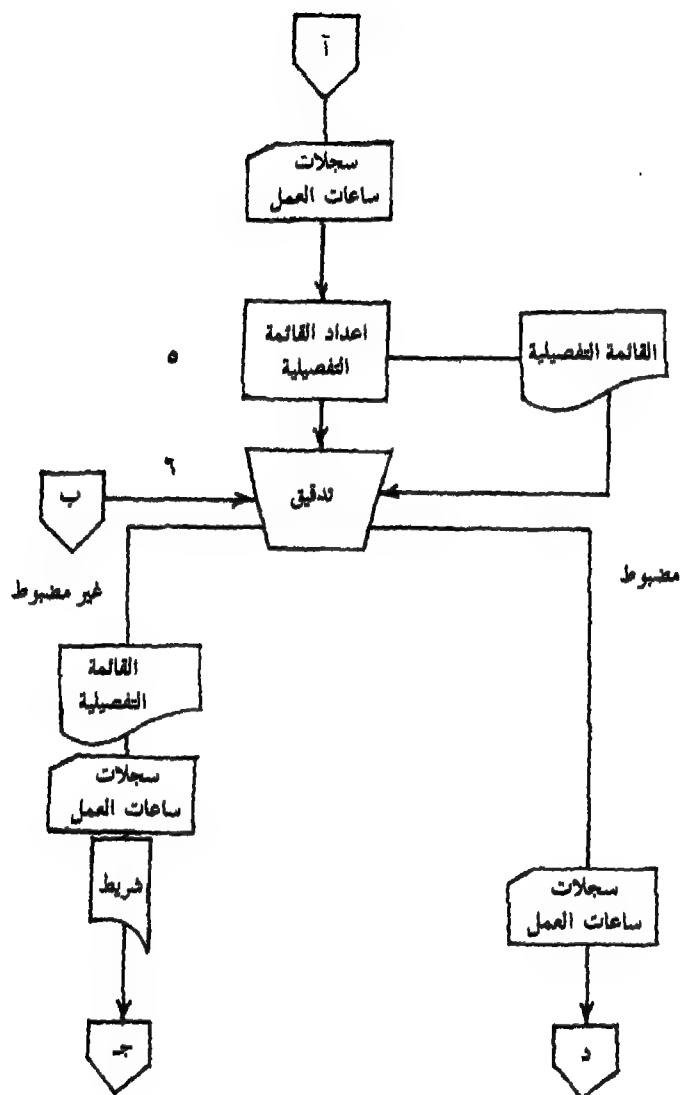 آ
سجلات
ساعات العمل
٥
اعداد القائمة
التفصيلية
القائمة التفصيلية
٦
ب
تدقيق
غير مضبوط
مضبوط
القائمة
التفصيلية
سجلات
ساعات العمل
شريط
سجلات
ساعات العمل
جـ
د